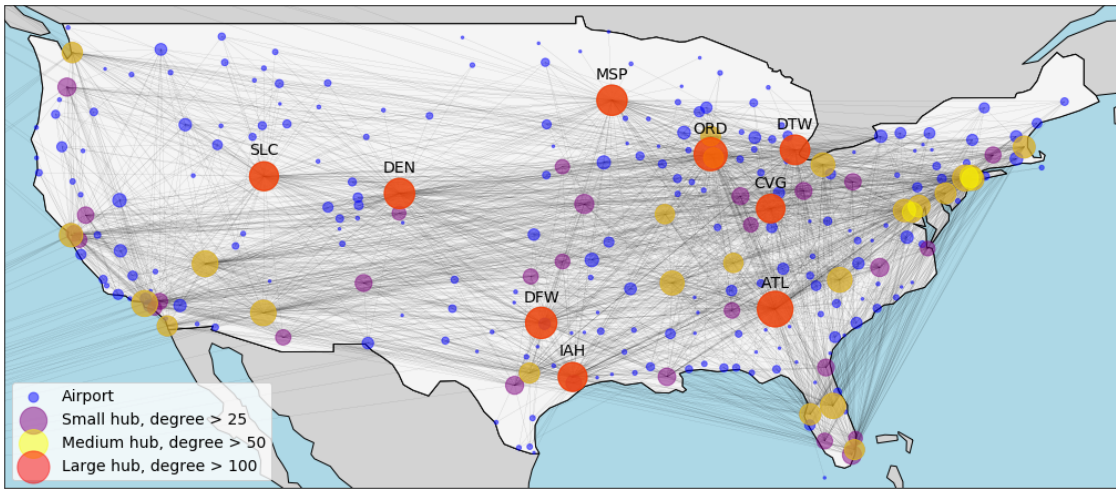 MSP
ORD
DTW
SLC
DEN
CVG
ATL
DFW
IAH
Airport
Small hub, degree > 25
Medium hub, degree > 50
Large hub, degree > 100